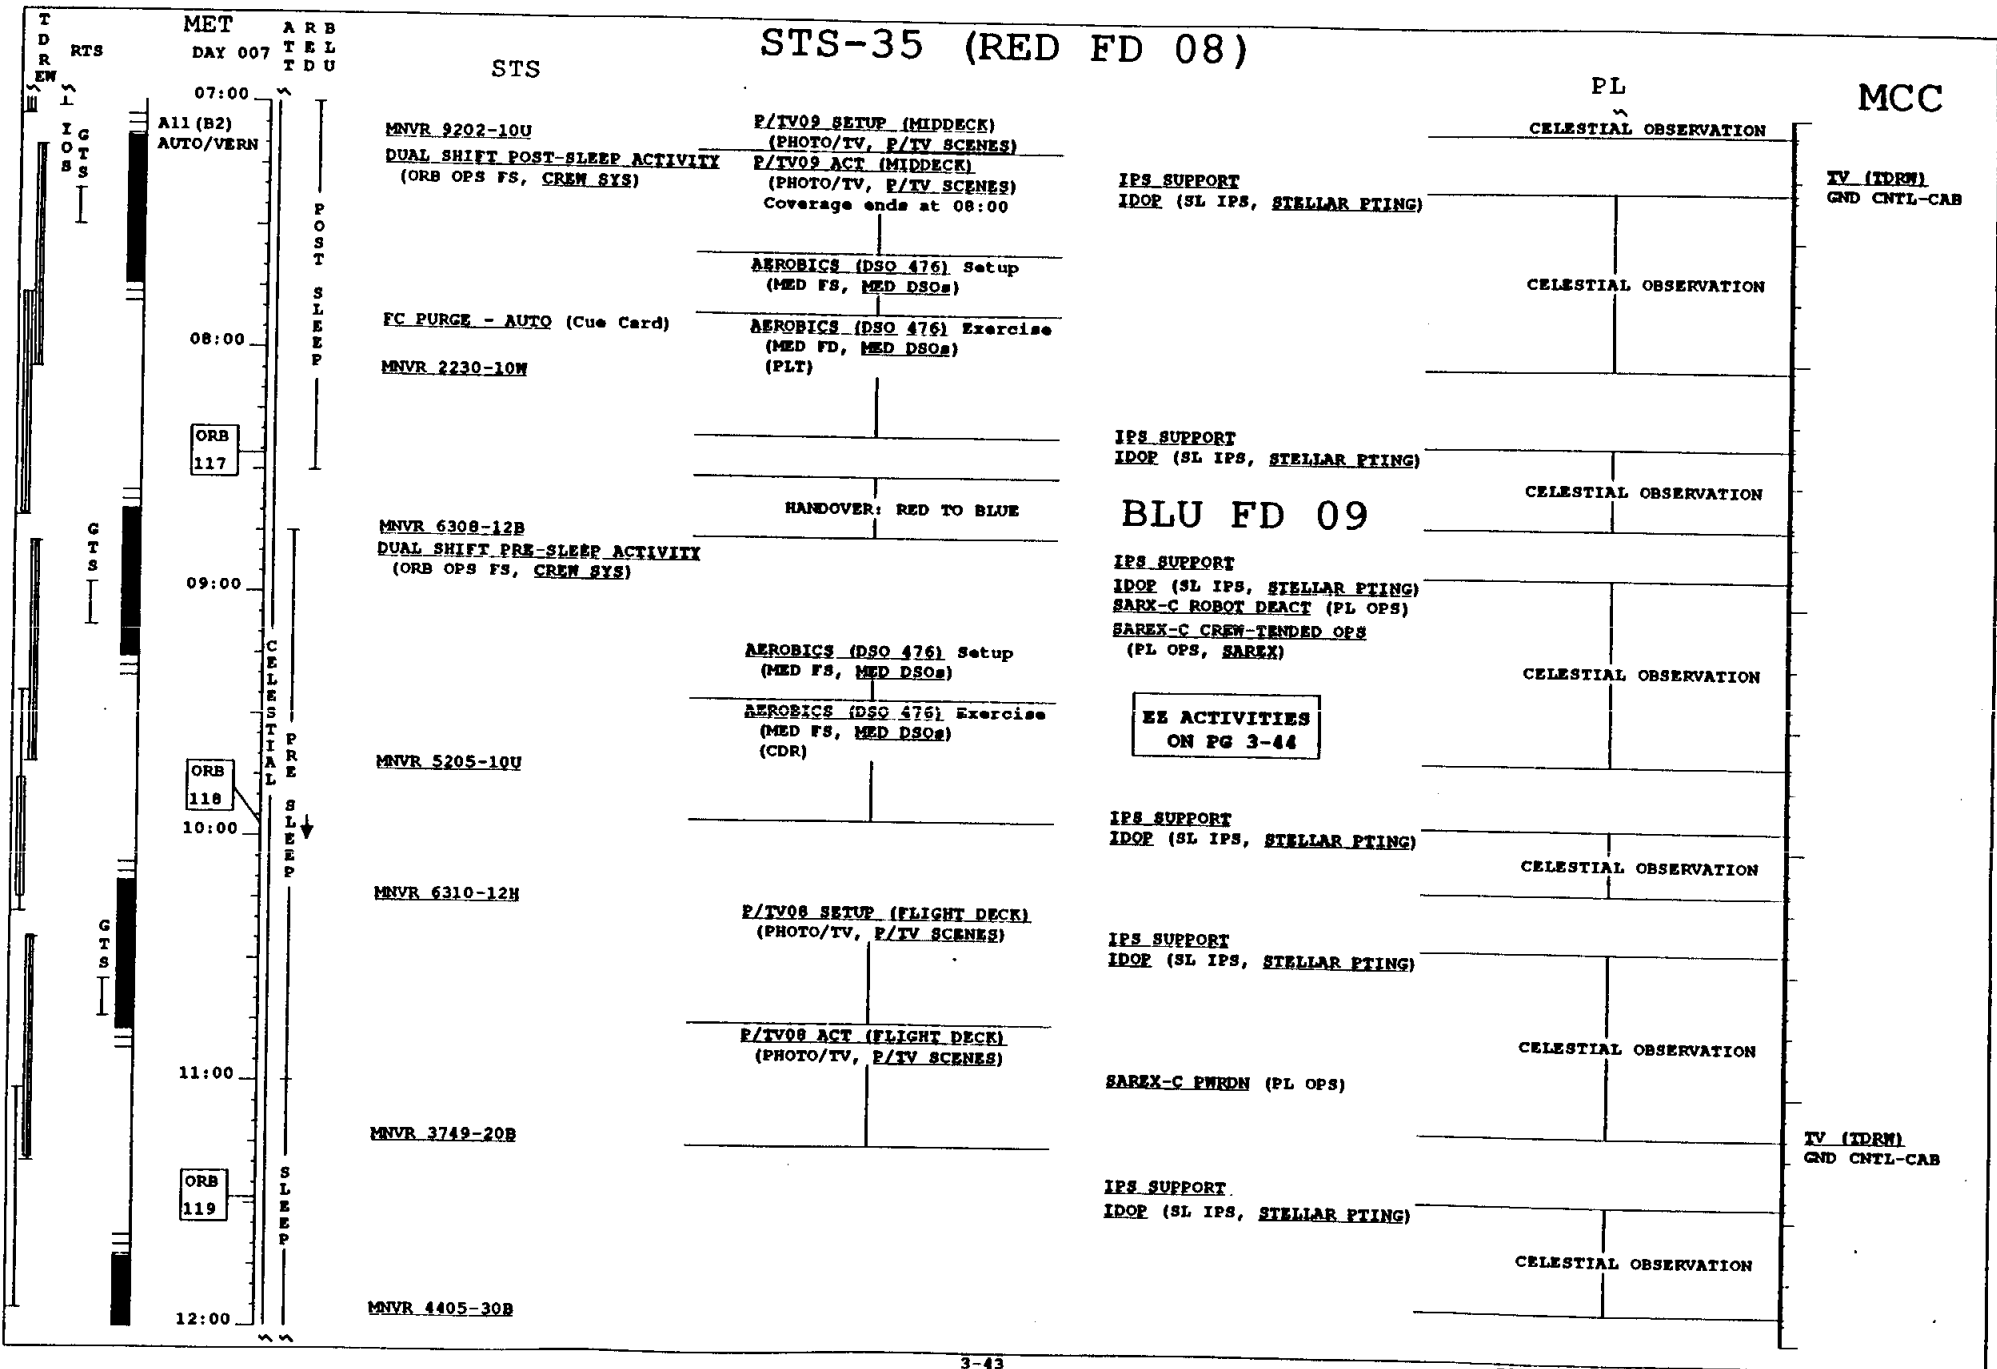 STS-35 (RED FD 08)
TDREW
RTS
MET
DAY 007
ATT
RED
BLU
STS
PL
MCC
07:00
A11(B2)
AUTO/VERN
IOS
GTS
MNVR 9202-10U
DUAL SHIFT POST-SLEEP ACTIVITY
(ORB OPS FS, CREW SYS)
P/TV09 SETUP (MIDDECK)
(PHOTO/TV, P/TV SCENES)
P/TV09 ACT (MIDDECK)
(PHOTO/TV, P/TV SCENES)
Coverage ends at 08:00
CELESTIAL OBSERVATION
IPS SUPPORT
IDOP (SL IPS, STELLAR PTING)
TV (TDRW)
GND CNTL-CAB
POST SLEEP
AEROBICS (DSO 476) Setup
(MED FS, MED DSOs)
CELESTIAL OBSERVATION
FC PURGE - AUTO (Cue Card)
AEROBICS (DSO 476) Exercise
(MED FD, MED DSOs)
(PLT)
08:00
MNVR 2230-10W
ORB
117
IPS SUPPORT
IDOP (SL IPS, STELLAR PTING)
CELESTIAL OBSERVATION
HANDOVER: RED TO BLUE
BLU FD 09
GTS
MNVR 6308-12B
DUAL SHIFT PRE-SLEEP ACTIVITY
(ORB OPS FS, CREW SYS)
09:00
IPS SUPPORT
IDOP (SL IPS, STELLAR PTING)
SARX-C ROBOT DEACT (PL OPS)
SAREX-C CREW-TENDED OPS
(PL OPS, SAREX)
CELESTIAL
AEROBICS (DSO 476) Setup
(MED FS, MED DSOs)
CELESTIAL OBSERVATION
AEROBICS (DSO 476) Exercise
(MED FS, MED DSOs)
(CDR)
EZ ACTIVITIES
ON PG 3-44
PRE SLEEP
MNVR 5205-10U
ORB
118
10:00
IPS SUPPORT
IDOP (SL IPS, STELLAR PTING)
CELESTIAL OBSERVATION
MNVR 6310-12H
GTS
P/TV08 SETUP (FLIGHT DECK)
(PHOTO/TV, P/TV SCENES)
IPS SUPPORT
IDOP (SL IPS, STELLAR PTING)
P/TV08 ACT (FLIGHT DECK)
(PHOTO/TV, P/TV SCENES)
CELESTIAL OBSERVATION
11:00
SAREX-C PWRDN (PL OPS)
MNVR 3749-20B
TV (TDRW)
GND CNTL-CAB
ORB
119
SLEEP
IPS SUPPORT
IDOP (SL IPS, STELLAR PTING)
CELESTIAL OBSERVATION
MNVR 4405-30B
12:00
3-43